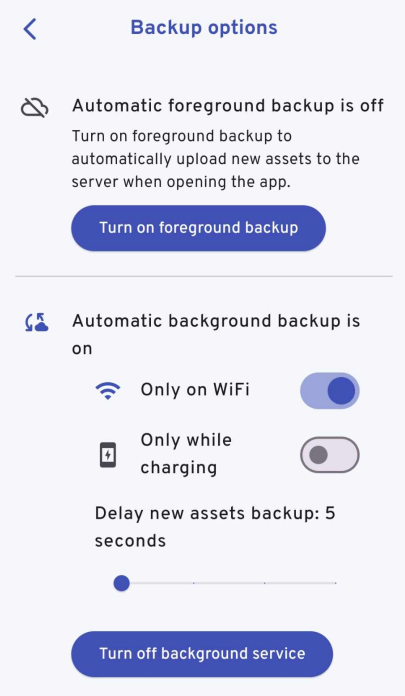 Backup options
Automatic foreground backup is off
Turn on foreground backup to
automatically upload new assets to the
server when opening the app.
Turn on foreground backup
Automatic background backup is
on
Only on WiFi
Only while
charging
Delay new assets backup: 5
seconds
Turn off background service